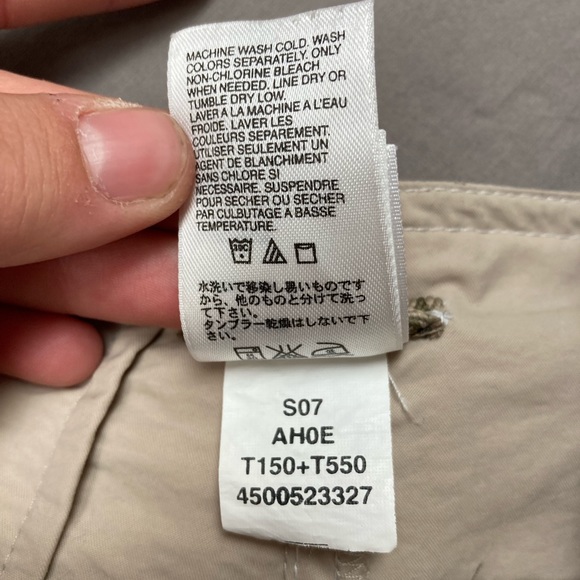 MACHINE WASH COLD. WASH
COLORS SEPARATELY. ONLY
NON-CHLORINE BLEACH
WHEN NEEDED. LINE DRY OR
TUMBLE DRY LOW.
LAVER A LA MACHINE A L'EAU
FROIDE. LAVER LES
COULEURS SEPAREMENT.
UTILISER SEULEMENT UN
AGENT DE BLANCHIMENT
SANS CHLORE SI
NECESSAIRE. SUSPENDRE
POUR SECHER OU SECHER
PAR CULBUTAGE A BASSE
TEMPERATURE.
30C
水洗いで移染し易いものです
から、他のものと分けて洗っ
て下さい。
タンブラー乾燥はしないで下
さい。
S07
AH0E
T150+T550
4500523327